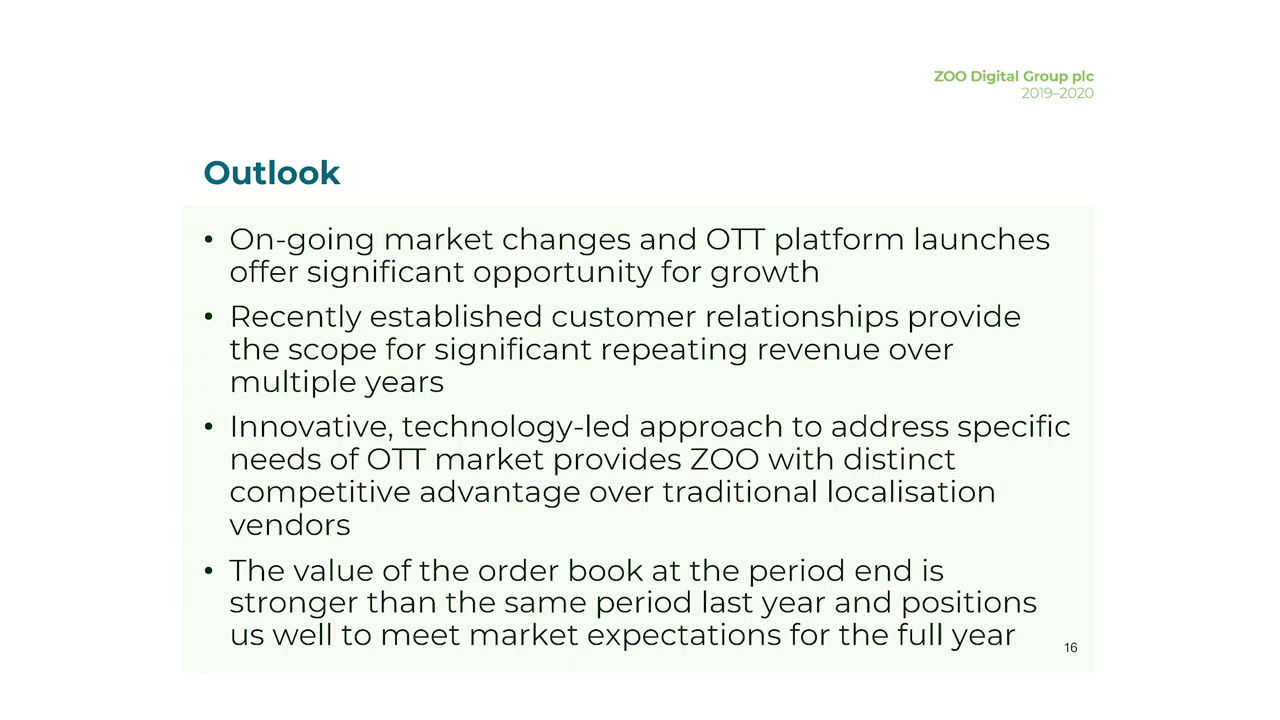 ZOO Digital Group plc
2019–2020
Outlook
• On-going market changes and OTT platform launches
offer significant opportunity for growth
• Recently established customer relationships provide
the scope for significant repeating revenue over
multiple years
• Innovative, technology-led approach to address specific
needs of OTT market provides ZOO with distinct
competitive advantage over traditional localisation
vendors
• The value of the order book at the period end is
stronger than the same period last year and positions
us well to meet market expectations for the full year
16